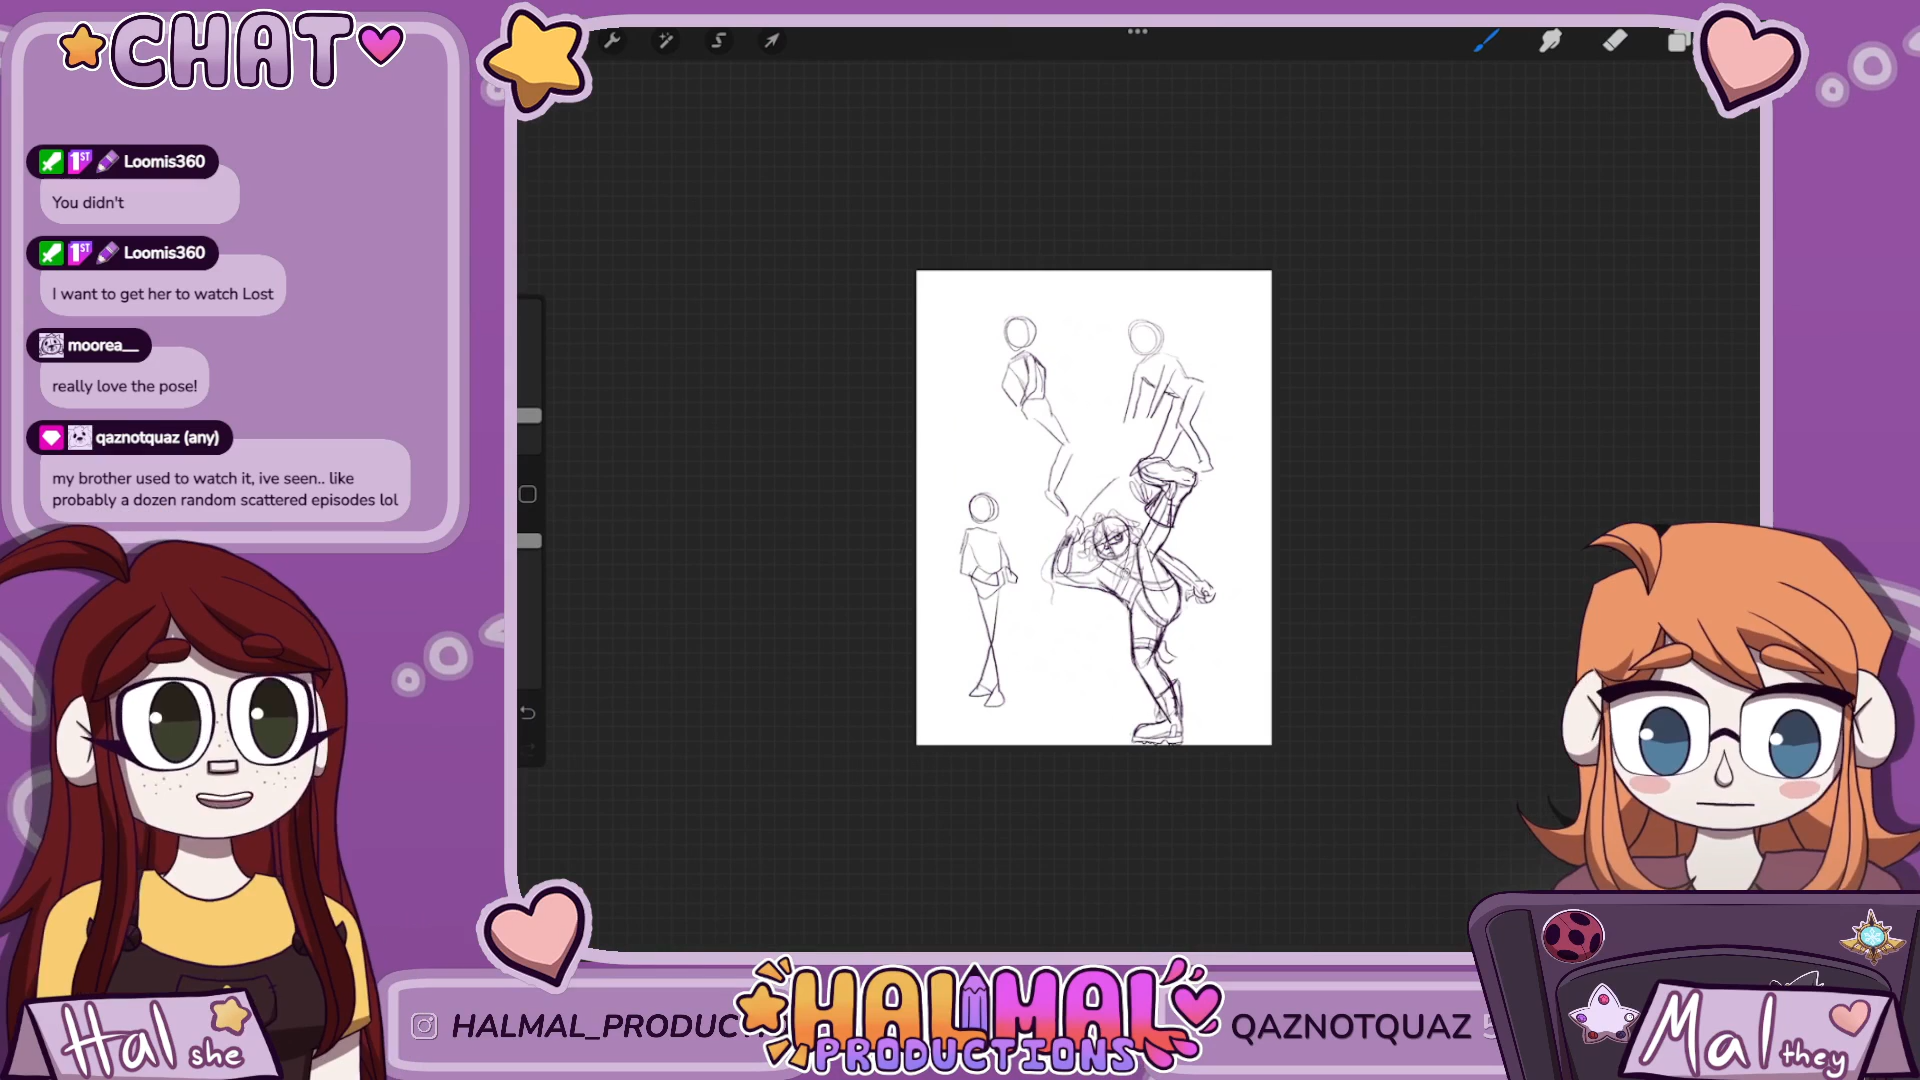 CHAT
1ST Loomis360
You didn't
1ST Loomis360
I want to get her to watch Lost
moorea__
really love the pose!
qaznotquaz (any)
my brother used to watch it, ive seen.. like
probably a dozen random scattered episodes lol
Hal she
HALMAL_PRODUC
HALMAL
PRODUCTIONS
QAZNOTQUAZ
Mal they